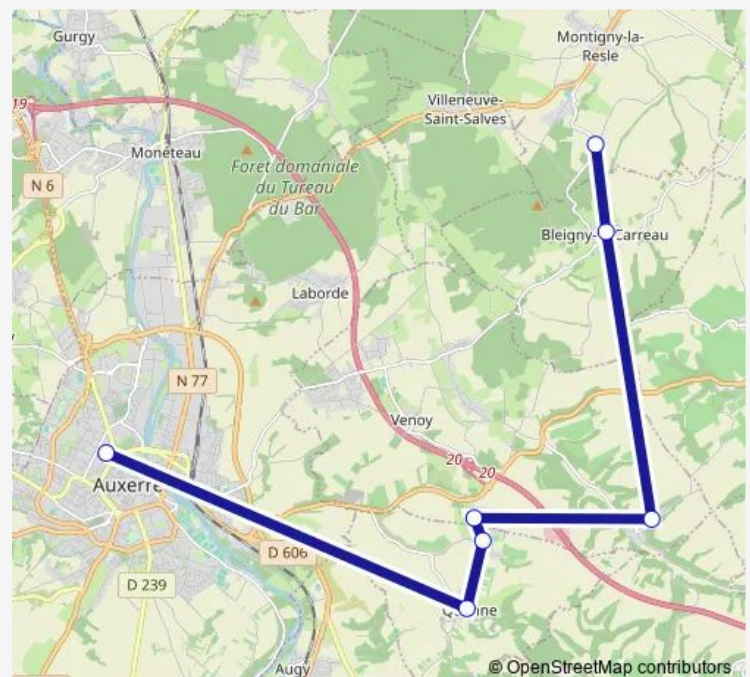 Gurgy
Montigny-la-
Resle
19
Villeneuve-
Saint-Salves
Monéteau
Foret domaniale
du Tureau
du Bar
N 6
Bleigny- Carreau
Laborde
N 77
Venoy
20
20
Auxerre
D 606
D 239
Augy
© OpenStreetMap contributors